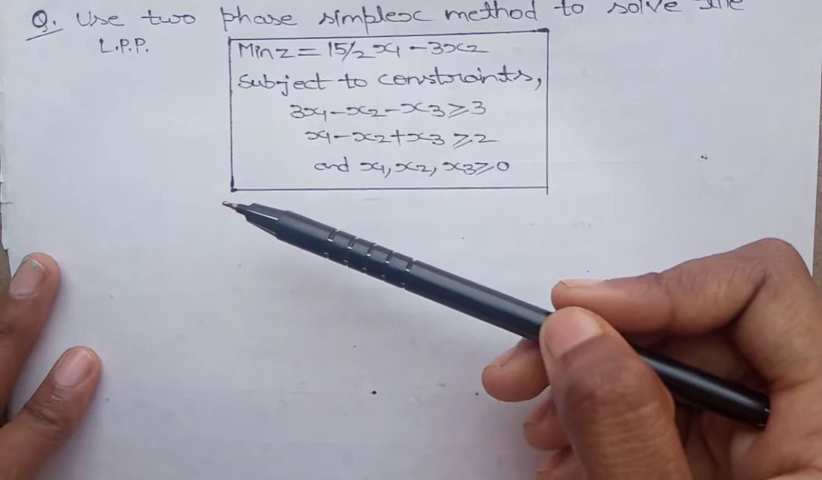 Q. Use two phase simplex method to solve the
L.P.P.
Min z = 15/2 x1 - 3x2
Subject to constraints,
3x1 - x2 - x3 ≥ 3
x1 - x2 + x3 ≥ 2
and x1, x2, x3 ≥ 0